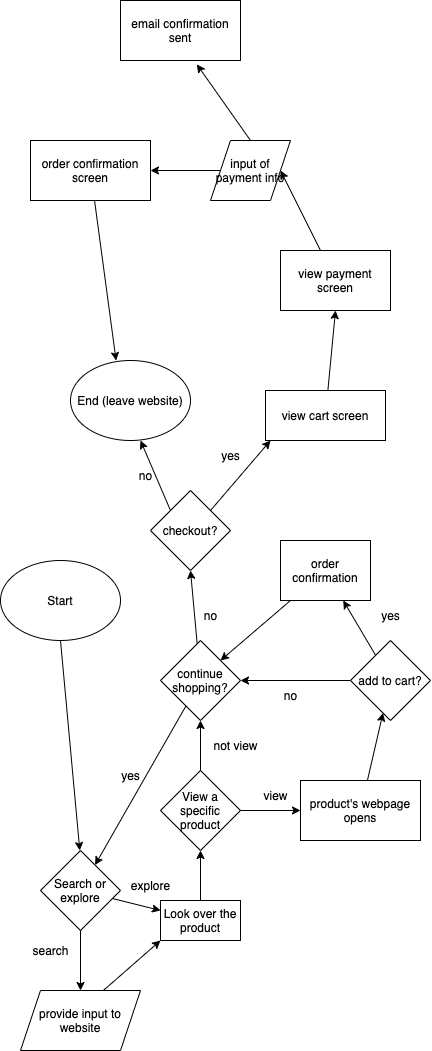 email confirmation
sent
order confirmation
screen
input of
payment info
view payment
screen
End (leave website)
view cart screen
no
yes
checkout?
order
confirmation
Start
no
yes
continue
shopping?
add to cart?
no
not view
yes
View a
specific
product
view
product's webpage
opens
Search or
explore
explore
Look over the
product
search
provide input to
website